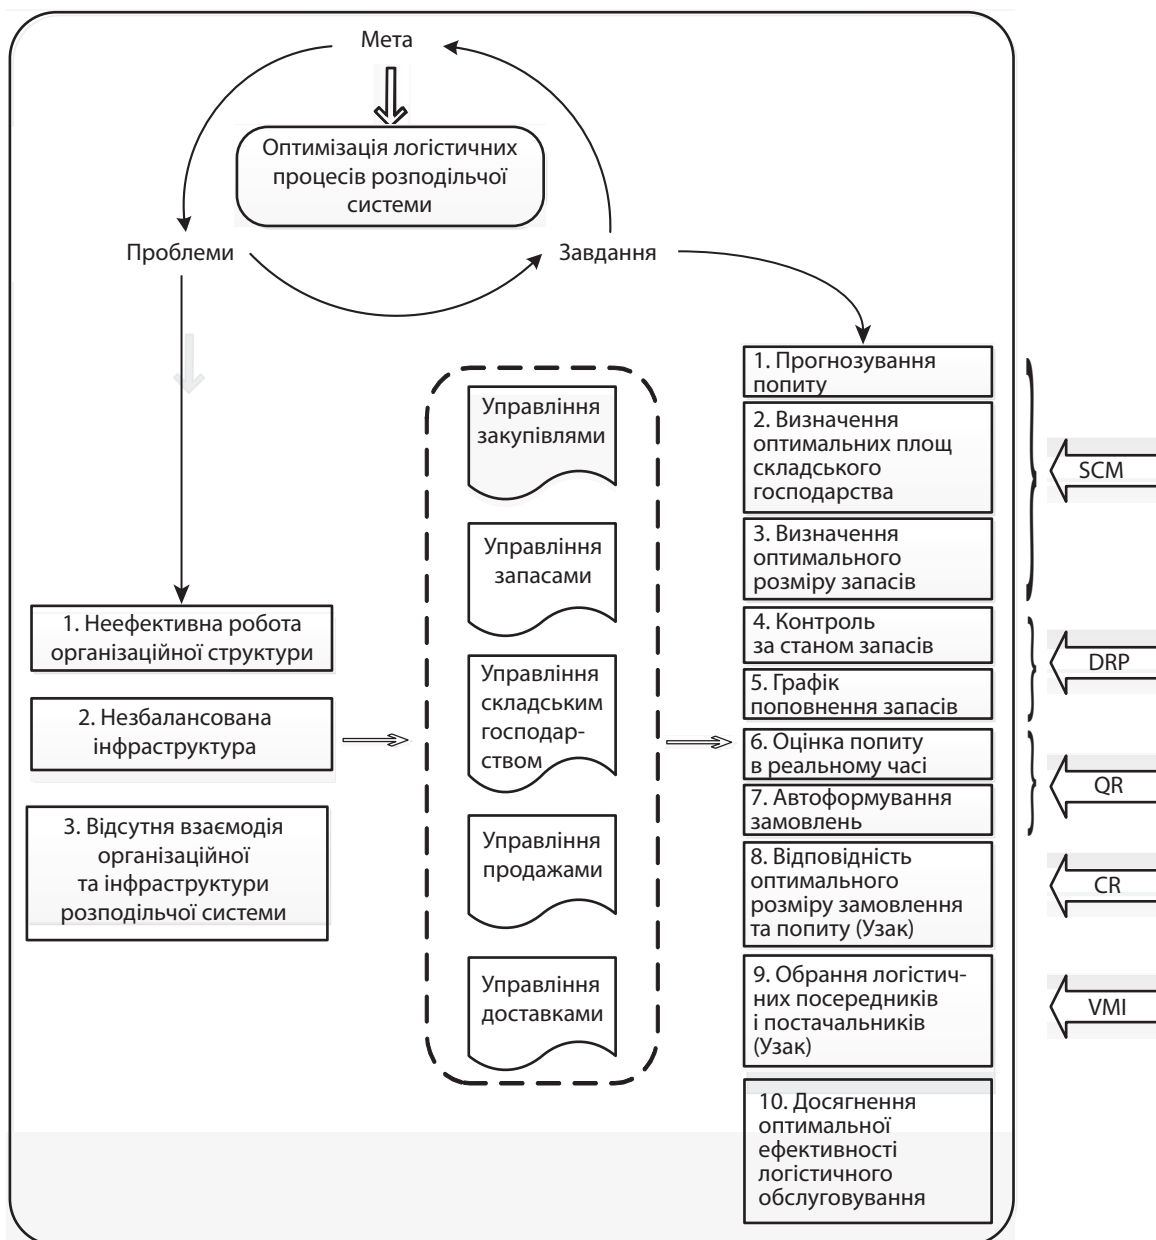 Мета
Оптимізація логістичних
процесів розподільчої
системи
Проблеми
Завдання
1. Неефективна робота
організаційної структури
2. Незбалансована
інфраструктура
3. Відсутня взаємодія
організаційної
та інфраструктури
розподільчої системи
Управління
закупівлями
Управління
запасами
Управління
складським
господар-
ством
Управління
продажами
Управління
доставками
1. Прогнозування
попиту
2. Визначення
оптимальних площ
складського
господарства
3. Визначення
оптимального
розміру запасів
4. Контроль
за станом запасів
5. Графік
поповнення запасів
6. Оцінка попиту
в реальному часі
7. Автоформування
замовлень
8. Відповідність
оптимального
розміру замовлення
та попиту (Узак)
9. Обрання логістич-
них посередників
і постачальників
(Узак)
10. Досягнення
оптимальної
ефективності
логістичного
обслуговування
SCM
DRP
QR
CR
VMI